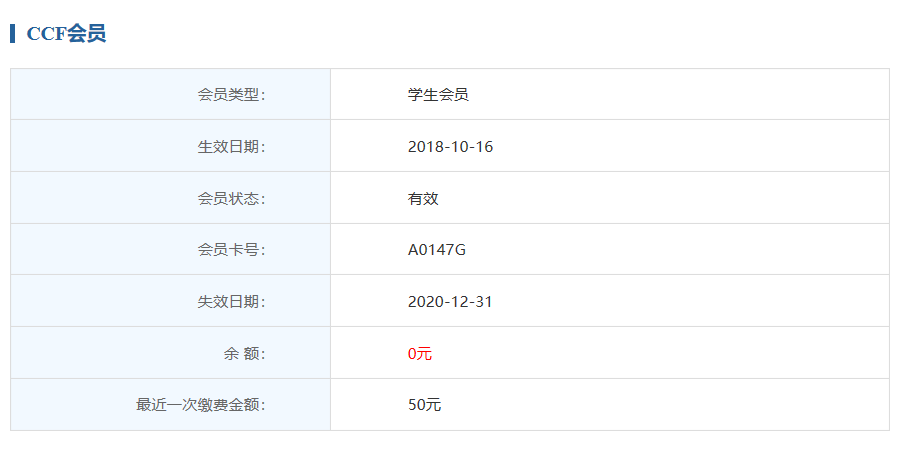 CCF会员
会员类型： 学生会员
生效日期： 2018-10-16
会员状态： 有效
会员卡号： A0147G
失效日期： 2020-12-31
余 额： 0元
最近一次缴费金额： 50元